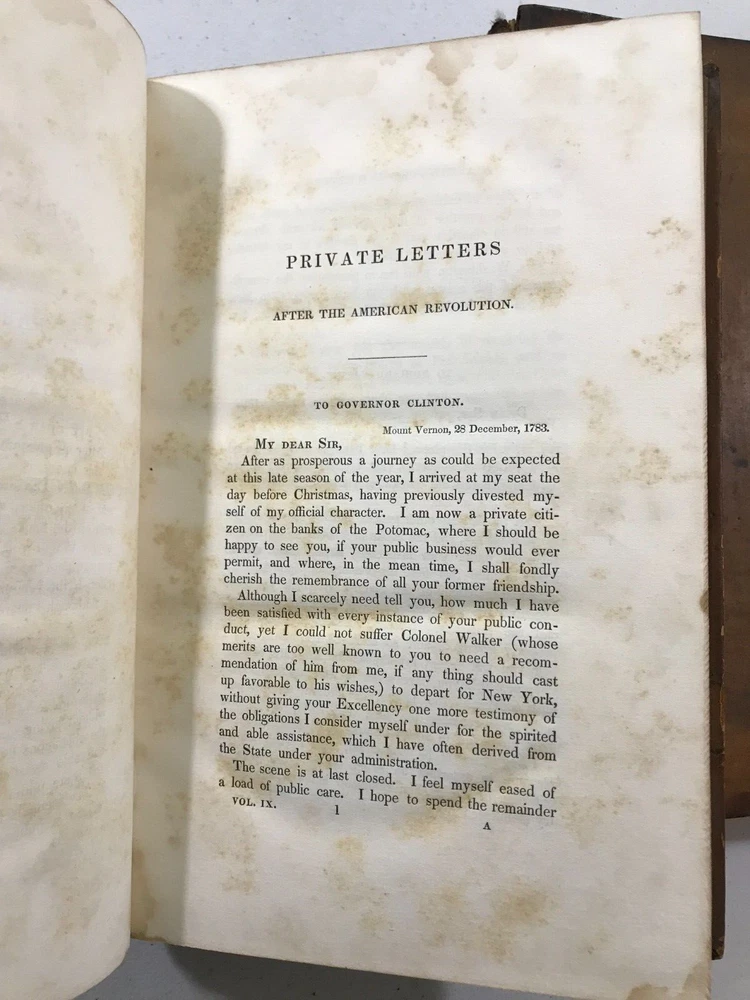 PRIVATE LETTERS
AFTER THE AMERICAN REVOLUTION.
TO GOVERNOR CLINTON.
Mount Vernon, 28 December, 1783.
MY DEAR SIR,
After as prosperous a journey as could be expected
at this late season of the year, I arrived at my seat the
day before Christmas, having previously divested my-
self of my official character. I am now a private citi-
zen on the banks of the Potomac, where I should be
happy to see you, if your public business would ever
permit, and where, in the mean time, I shall fondly
cherish the remembrance of all your former friendship.
Although I scarcely need tell you, how much I have
been satisfied with every instance of your public con-
duct, yet I could not suffer Colonel Walker (whose
merits are too well known to you to need a recom-
mendation of him from me, if any thing should cast
up favorable to his wishes,) to depart for New York,
without giving your Excellency one more testimony of
the obligations I consider myself under for the spirited
and able assistance, which I have often derived from
the State under your administration.
The scene is at last closed. I feel myself eased of
a load of public care. I hope to spend the remainder
VOL. IX. 1 A